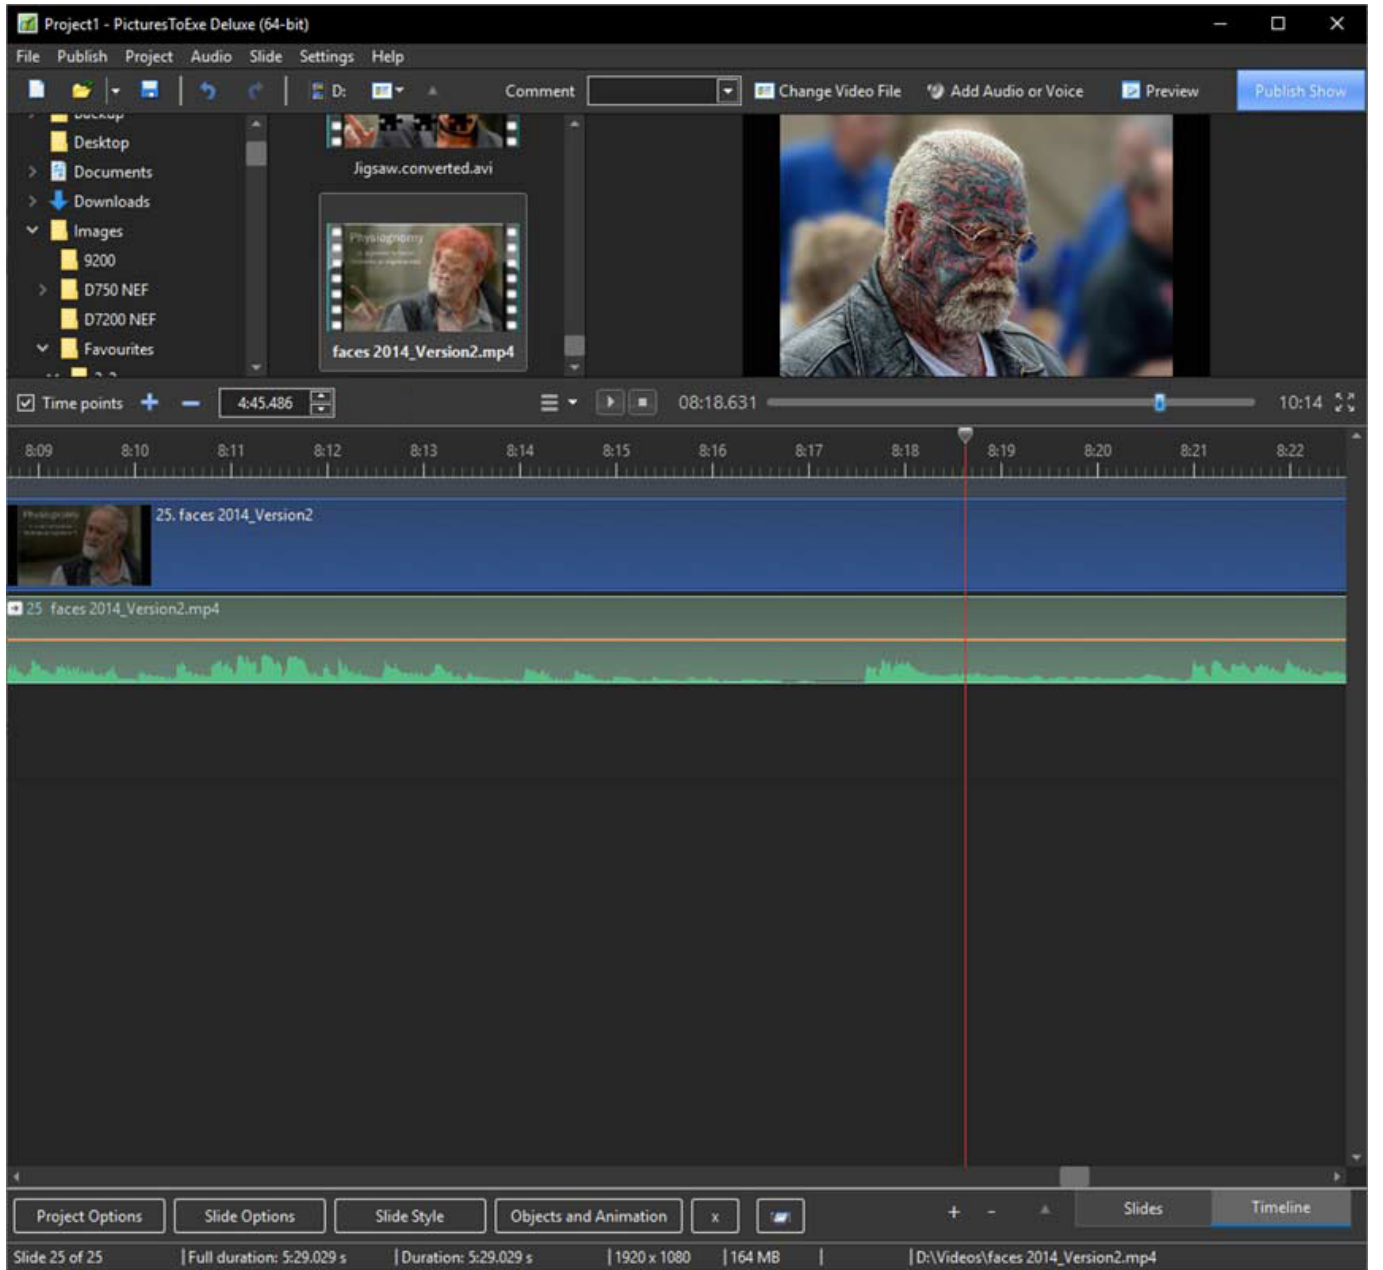 Project1 - PicturesToExe Deluxe (64-bit)
File Publish Project Audio Slide Settings Help
D: Comment Change Video File Add Audio or Voice Preview Publish Show
Backup
Desktop
Documents
Downloads
Images
9200
D750 NEF
D7200 NEF
Favourites
Jigsaw.converted.avi
Physiognomy
faces 2014_Version2.mp4
Time points 4:45.486 08:18.631 10:14
8:09 8:10 8:11 8:12 8:13 8:14 8:15 8:16 8:17 8:18 8:19 8:20 8:21 8:22
Physiognomy
25. faces 2014_Version2
25 faces 2014_Version2.mp4
Project Options Slide Options Slide Style Objects and Animation x + - Slides Timeline
Slide 25 of 25 Full duration: 5:29.029 s Duration: 5:29.029 s 1920 x 1080 164 MB D:\Videos\faces 2014_Version2.mp4